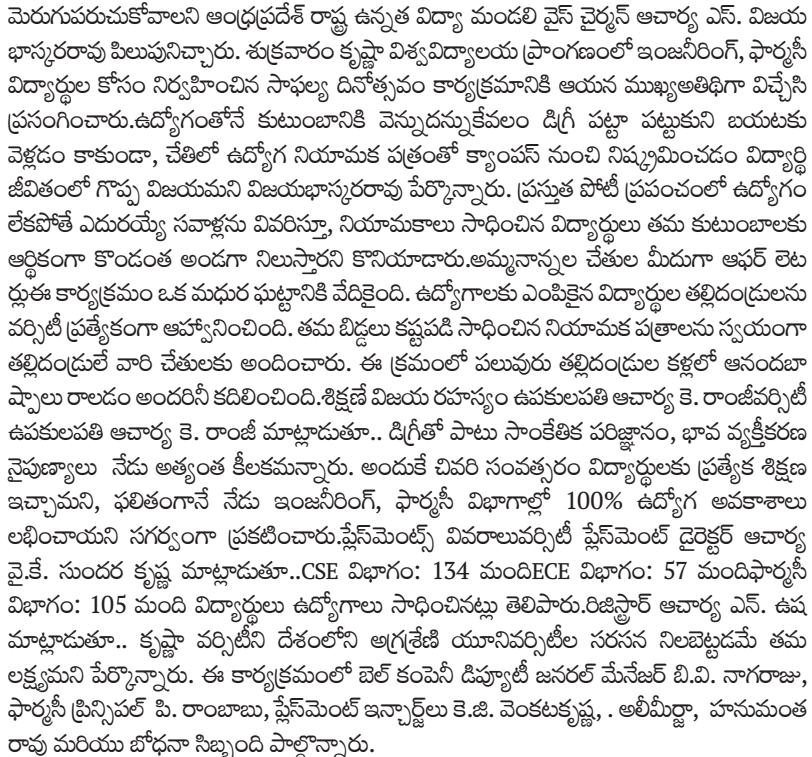 మెరుగుపరుచుకోవాలని ఆంధ్రప్రదేశ్ రాష్ట్ర ఉన్నత విద్యా మండలి వైస్ చైర్మన్ ఆచార్య ఎస్. విజయ
భాస్కరరావు పిలుపునిచ్చారు. శుక్రవారం కృష్ణా విశ్వవిద్యాలయ ప్రాంగణంలో ఇంజనీరింగ్, ఫార్మసీ
విద్యార్థుల కోసం నిర్వహించిన సాఫల్య దినోత్సవం కార్యక్రమానికి ఆయన ముఖ్యఅతిథిగా విచ్చేసి
ప్రసంగించారు.ఉద్యోగంతోనే కుటుంబానికి వెన్నుదన్నుకేవలం డిగ్రీ పట్టా పట్టుకుని బయటకు
వెళ్లడం కాకుండా, చేతిలో ఉద్యోగ నియామక పత్రంతో క్యాంపస్ నుంచి నిష్క్రమించడం విద్యార్థి
జీవితంలో గొప్ప విజయమని విజయభాస్కరరావు పేర్కొన్నారు. ప్రస్తుత పోటీ ప్రపంచంలో ఉద్యోగం
లేకపోతే ఎదురయ్యే సవాళ్లను వివరిస్తూ, నియామకాలు సాధించిన విద్యార్థులు తమ కుటుంబాలకు
ఆర్థికంగా కొండంత అండగా నిలుస్తారని కొనియాడారు.అమ్మనాన్నల చేతుల మీదుగా ఆఫర్ లెట
ర్లుఈ కార్యక్రమం ఒక మధుర ఘట్టానికి వేదికైంది. ఉద్యోగాలకు ఎంపికైన విద్యార్థుల తల్లిదండ్రులను
వర్సిటీ ప్రత్యేకంగా ఆహ్వానించింది. తమ బిడ్డలు కష్టపడి సాధించిన నియామక పత్రాలను స్వయంగా
తల్లిదండ్రులే వారి చేతులకు అందించారు. ఈ క్రమంలో పలువురు తల్లిదండ్రుల కళ్లలో ఆనందబా
ష్పాలు రాలడం అందరినీ కదిలించింది.శిక్షణే విజయ రహస్యం ఉపకులపతి ఆచార్య కె. రాంజీవర్సిటీ
ఉపకులపతి ఆచార్య కె. రాంజీ మాట్లాడుతూ.. డిగ్రీతో పాటు సాంకేతిక పరిజ్ఞానం, భావ వ్యక్తీకరణ
నైపుణ్యాలు నేడు అత్యంత కీలకమన్నారు. అందుకే చివరి సంవత్సరం విద్యార్థులకు ప్రత్యేక శిక్షణ
ఇచ్చామని, ఫలితంగానే నేడు ఇంజనీరింగ్, ఫార్మసీ విభాగాల్లో 100% ఉద్యోగ అవకాశాలు
లభించాయని సగర్వంగా ప్రకటించారు.ప్లేస్‌మెంట్స్ వివరాలువర్సిటీ ప్లేస్‌మెంట్ డైరెక్టర్ ఆచార్య
వై.కే. సుందర కృష్ణ మాట్లాడుతూ..CSE విభాగం: 134 మందిECE విభాగం: 57 మందిఫార్మసీ
విభాగం: 105 మంది విద్యార్థులు ఉద్యోగాలు సాధించినట్లు తెలిపారు.రిజిస్ట్రార్ ఆచార్య ఎన్. ఉష
మాట్లాడుతూ.. కృష్ణా వర్సిటీని దేశంలోని అగ్రశ్రేణి యూనివర్సిటీల సరసన నిలబెట్టడమే తమ
లక్ష్యమని పేర్కొన్నారు. ఈ కార్యక్రమంలో బెల్ కంపెనీ డిప్యూటీ జనరల్ మేనేజర్ బి.వి. నాగరాజు,
ఫార్మసీ ప్రిన్సిపల్ పి. రాంబాబు, ప్లేస్‌మెంట్ ఇన్చార్జ్‌లు కె.జి. వెంకటకృష్ణ, . అలీమీర్జా, హనుమంత
రావు మరియు బోధనా సిబ్బంది పాల్గొన్నారు.